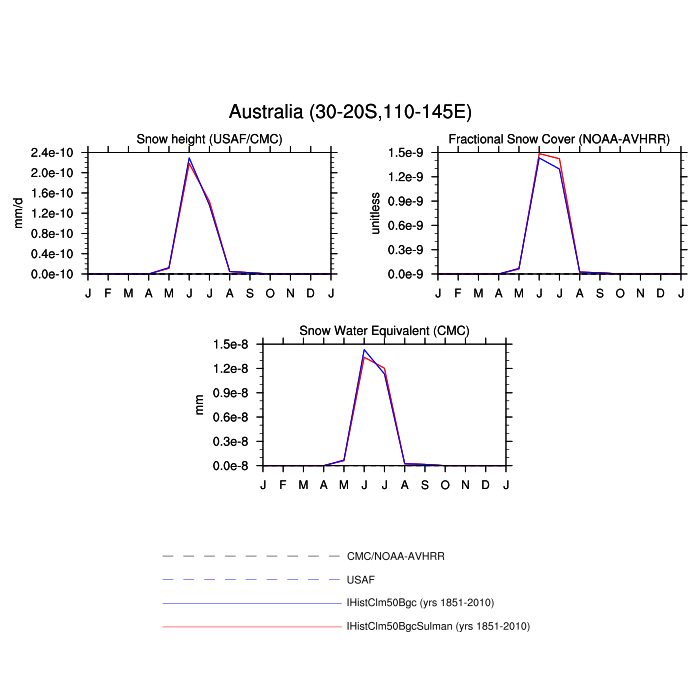 Australia (30-20S,110-145E)
Snow height (USAF/CMC)
mm/d
2.4e-10
2.0e-10
1.6e-10
1.2e-10
0.8e-10
0.4e-10
0.0e-10
J F M A M J J A S O N D J
Fractional Snow Cover (NOAA-AVHRR)
unitless
1.5e-9
1.2e-9
0.9e-9
0.6e-9
0.3e-9
0.0e-9
J F M A M J J A S O N D J
Snow Water Equivalent (CMC)
mm
1.5e-8
1.2e-8
0.9e-8
0.6e-8
0.3e-8
0.0e-8
J F M A M J J A S O N D J
CMC/NOAA-AVHRR
USAF
IHistClm50Bgc (yrs 1851-2010)
IHistClm50BgcSulman (yrs 1851-2010)